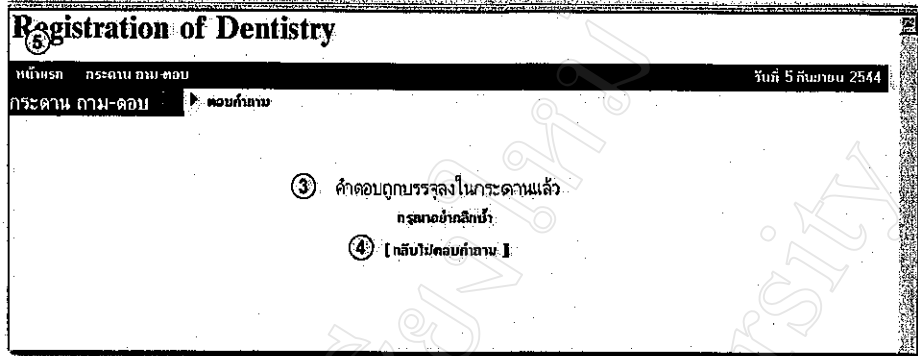 Registration of Dentistry
5
หน้าแรก กระดาน ถาม-ตอบ วันที่ 5 กันยายน 2544
กระดาน ถาม-ตอบ ตอบคำถาม
3 คำตอบถูกบรรจุลงในกระดานแล้ว
กรุณาอย่ากลิกซ้ำ
4 [ กลับไปตอบคำถาม ]